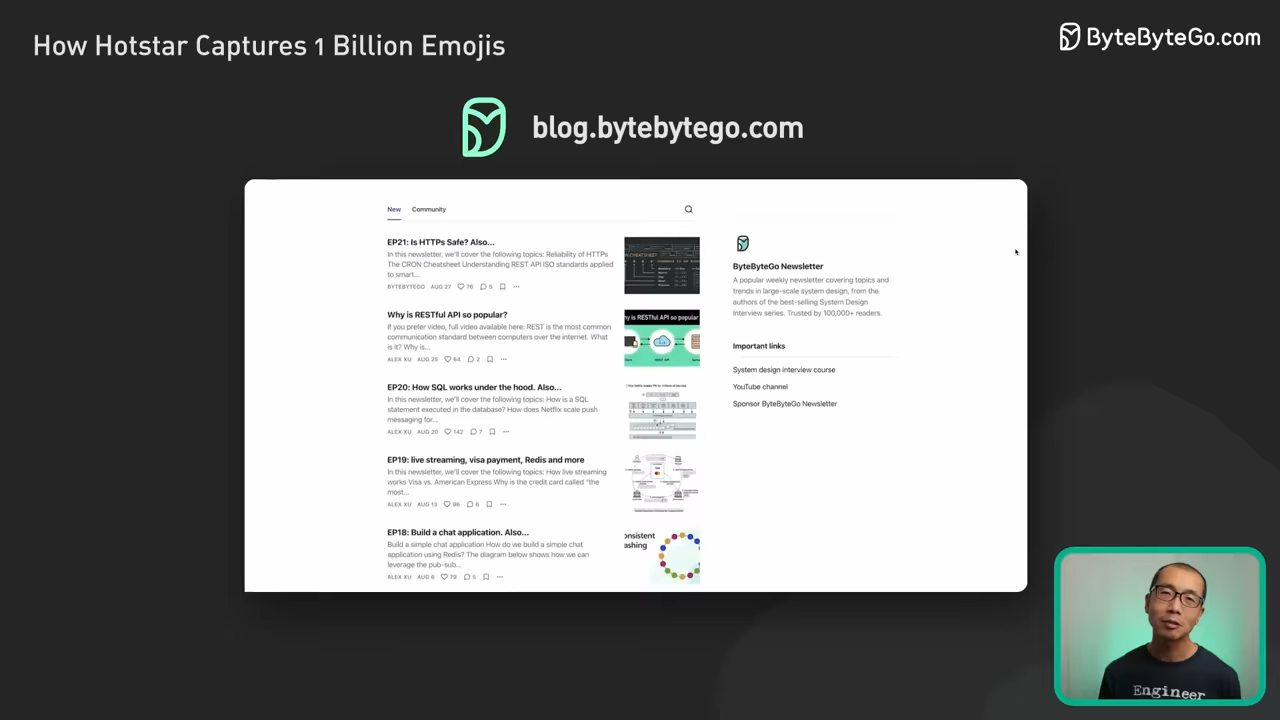 How Hotstar Captures 1 Billion Emojis
ByteByteGo.com
blog.bytebytego.com
New
Community
EP21: Is HTTPs Safe? Also...
In this newsletter, we'll cover the following topics: Reliability of HTTPs
The CRON Cheatsheet Understanding REST API ISO standards applied
to smart...
BYTEBYTEGO AUG 27 76 5
Why is RESTful API so popular?
If you prefer video, full video available here: REST is the most common
communication standard between computers over the internet. What
is it? Why is...
ALEX XU AUG 25 64 2
y is RESTful API so popular
REST API
EP20: How SQL works under the hood. Also...
In this newsletter, we'll cover the following topics: How is a SQL
statement executed in the database? How does Netflix scale push
messaging for...
ALEX XU AUG 20 142 7
EP19: live streaming, visa payment, Redis and more
In this newsletter, we'll cover the following topics: How live streaming
works Visa vs. American Express Why is the credit card called "the
most...
ALEX XU AUG 13 96 6
EP18: Build a chat application. Also...
Build a simple chat application How do we build a simple chat
application using Redis? The diagram below shows how we can
leverage the pub-sub...
ALEX XU AUG 6 79 5
onsistent
ashing
ByteByteGo Newsletter
A popular weekly newsletter covering topics and
trends in large-scale system design, from the
authors of the best-selling System Design
Interview series. Trusted by 100,000+ readers.
Important links
System design interview course
YouTube channel
Sponsor ByteByteGo Newsletter
Engineer